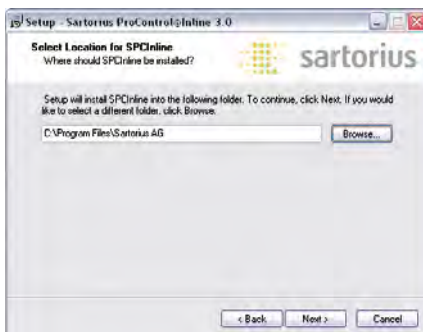 Setup - Sartorius ProControl@Inline 3.0
Select Location for SPCInline
Where should SPCInline be installed?
sartorius
Setup will install SPCInline into the following folder. To continue, click Next. If you would
like to select a different folder, click Browse.
C:\Program Files\Sartorius AG
Browse...
< Back
Next >
Cancel